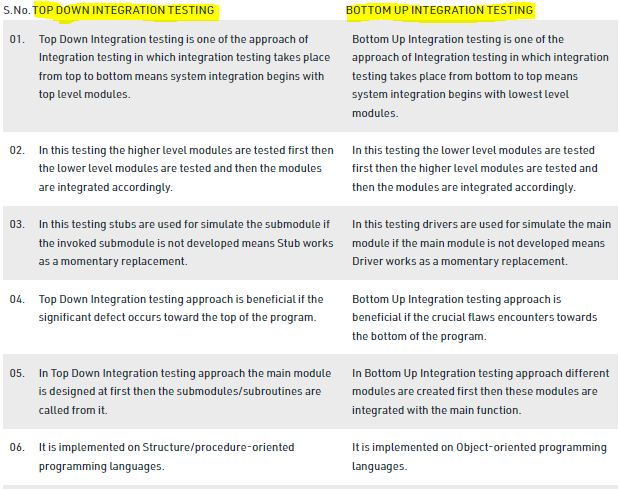 S.No. TOP DOWN INTEGRATION TESTING BOTTOM UP INTEGRATION TESTING
01. Top Down Integration testing is one of the approach of
Integration testing in which integration testing takes place
from top to bottom means system integration begins with
top level modules.
Bottom Up Integration testing is one of the
approach of Integration testing in which integration
testing takes place from bottom to top means
system integration begins with lowest level
modules.
02. In this testing the higher level modules are tested first then
the lower level modules are tested and then the modules
are integrated accordingly.
In this testing the lower level modules are tested
first then the higher level modules are tested and
then the modules are integrated accordingly.
03. In this testing stubs are used for simulate the submodule if
the invoked submodule is not developed means Stub works
as a momentary replacement.
In this testing drivers are used for simulate the main
module if the main module is not developed means
Driver works as a momentary replacement.
04. Top Down Integration testing approach is beneficial if the
significant defect occurs toward the top of the program.
Bottom Up Integration testing approach is
beneficial if the crucial flaws encounters towards
the bottom of the program.
05. In Top Down Integration testing approach the main module
is designed at first then the submodules/subroutines are
called from it.
In Bottom Up Integration testing approach different
modules are created first then these modules are
integrated with the main function.
06. It is implemented on Structure/procedure-oriented
programming languages.
It is implemented on Object-oriented programming
languages.